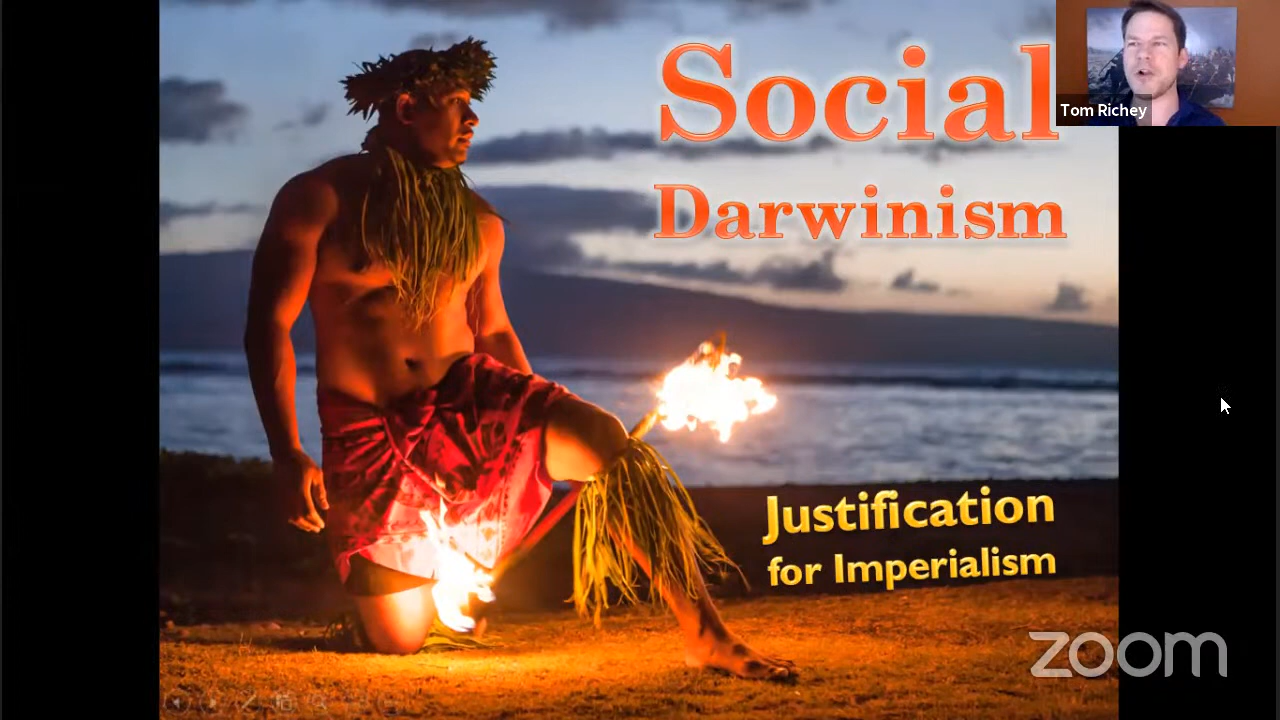 Social
Darwinism
Tom Richey
Justification
for Imperialism
zoom